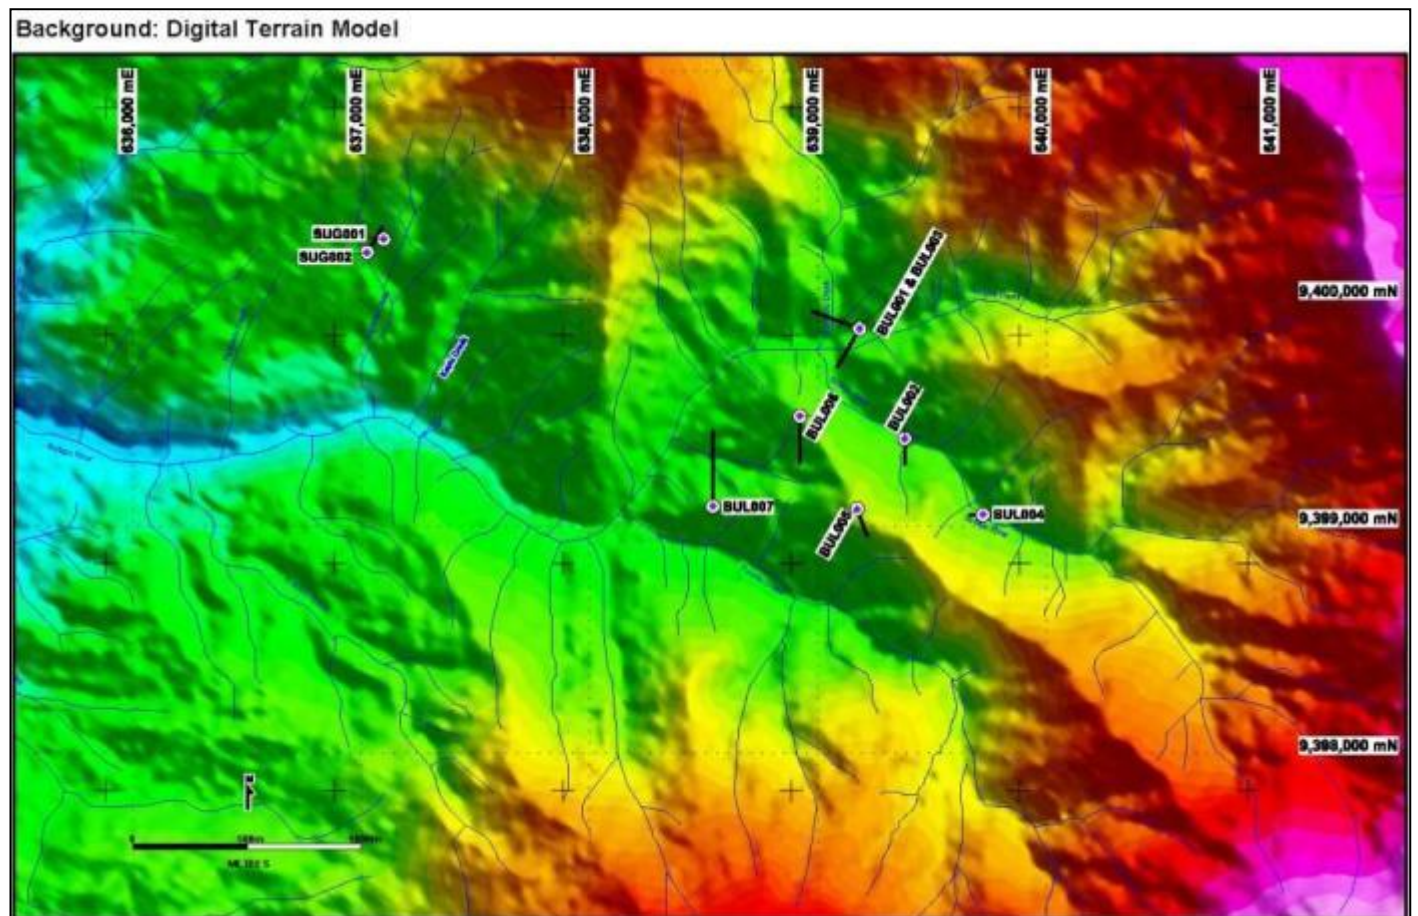 Background: Digital Terrain Model
636,000 mE
637,000 mE
638,000 mE
639,000 mE
640,000 mE
641,000 mE
SUG001
SUG002
BUL001 & BUL003
9,400,000 mN
BUL006
BUL002
BUL007
BUL005
BUL004
9,399,000 mN
9,398,000 mN
N
0
METRES